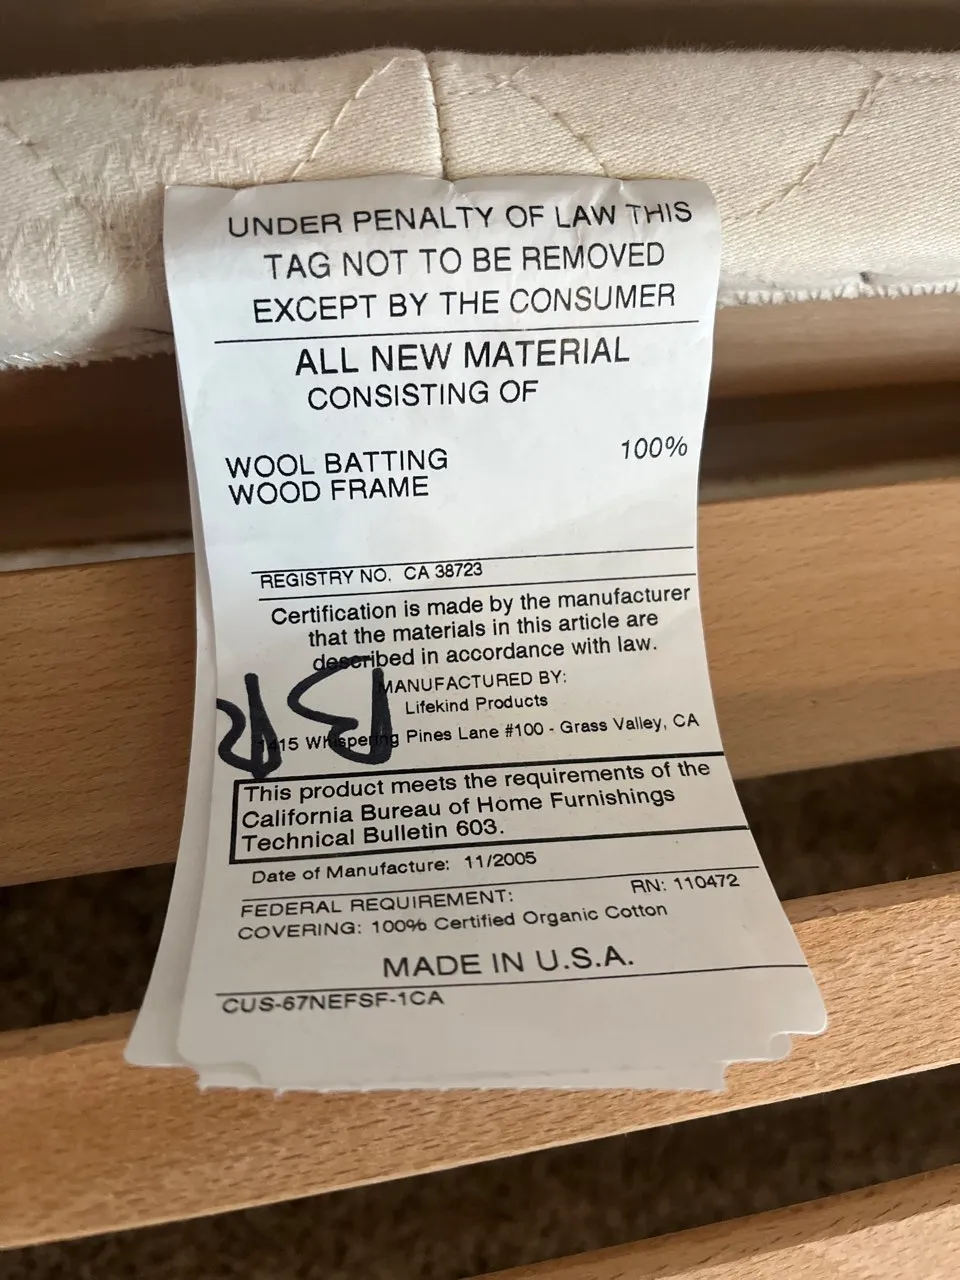 UNDER PENALTY OF LAW THIS
TAG NOT TO BE REMOVED
EXCEPT BY THE CONSUMER
ALL NEW MATERIAL
CONSISTING OF
WOOL BATTING 100%
WOOD FRAME
REGISTRY NO. CA 38723
Certification is made by the manufacturer
that the materials in this article are
described in accordance with law.
MANUFACTURED BY:
Lifekind Products
1415 Whispering Pines Lane #100 - Grass Valley, CA
This product meets the requirements of the
California Bureau of Home Furnishings
Technical Bulletin 603.
Date of Manufacture: 11/2005
FEDERAL REQUIREMENT: RN: 110472
COVERING: 100% Certified Organic Cotton
MADE IN U.S.A.
CUS-67NEFSF-1CA